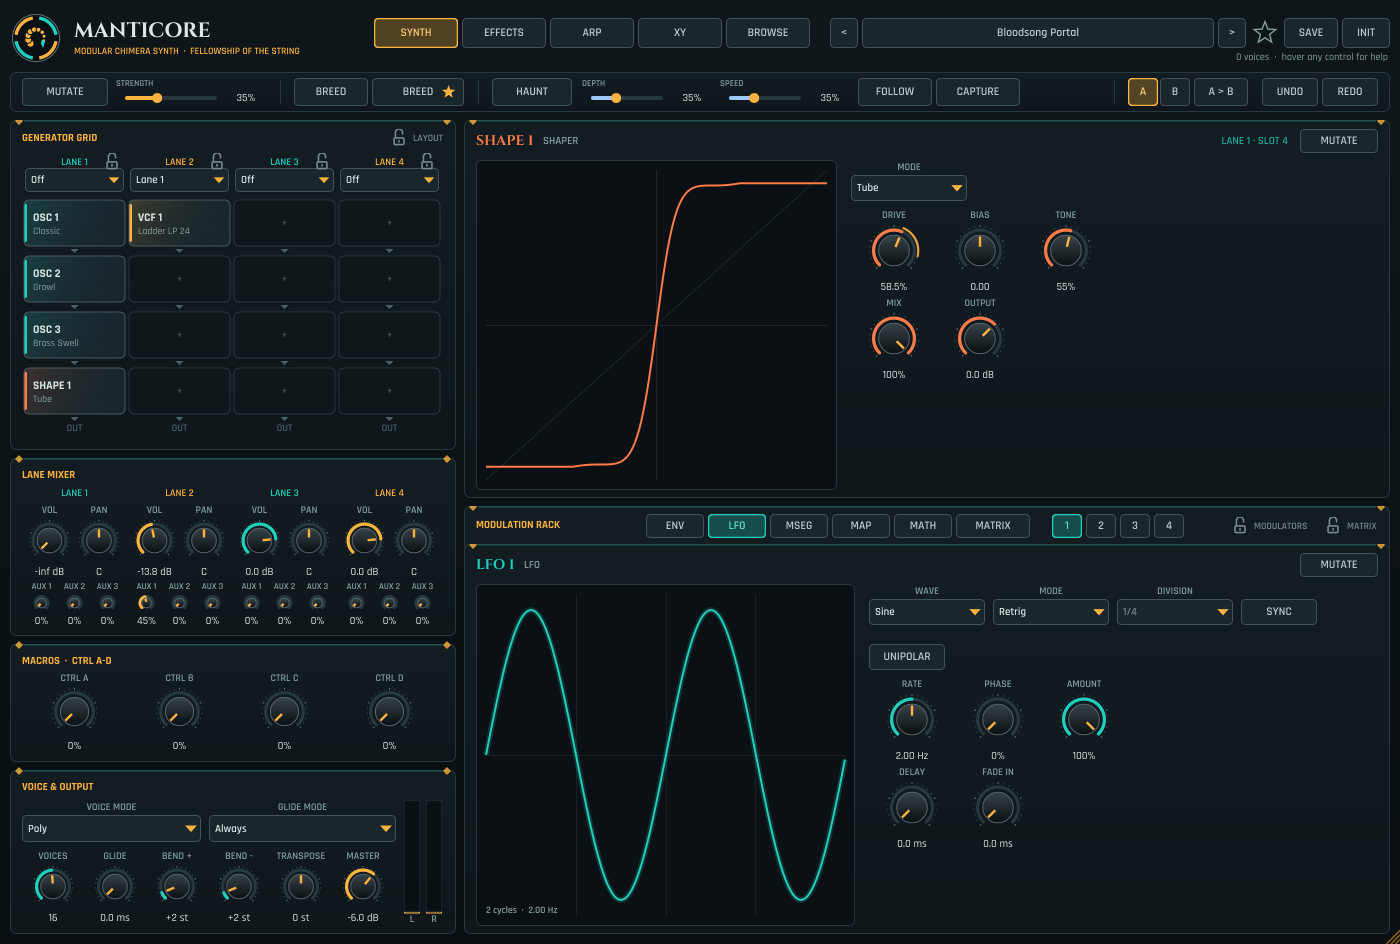 MANTICORE
MODULAR CHIMERA SYNTH · FELLOWSHIP OF THE STRING
SYNTH EFFECTS ARP XY BROWSE
< Bloodsong Portal > SAVE INIT
0 voices · hover any control for help
MUTATE STRENGTH 35% BREED BREED HAUNT DEPTH 35% SPEED 35% FOLLOW CAPTURE A B A > B UNDO REDO
GENERATOR GRID LAYOUT
LANE 1 LANE 2 LANE 3 LANE 4
Off Lane 1 Off Off
OSC 1 VCF 1
Classic Ladder LP 24 + +
OSC 2
Growl + + +
OSC 3
Brass Swell + + +
SHAPE 1
Tube + + +
OUT OUT OUT OUT
SHAPE I SHAPER LANE 1 · SLOT 4 MUTATE
MODE
Tube
DRIVE BIAS TONE
58.5% 0.00 55%
MIX OUTPUT
100% 0.0 dB
LANE MIXER
LANE 1 LANE 2 LANE 3 LANE 4
VOL PAN VOL PAN VOL PAN VOL PAN
-inf dB C -13.8 dB C 0.0 dB C 0.0 dB C
AUX 1 AUX 2 AUX 3 AUX 1 AUX 2 AUX 3 AUX 1 AUX 2 AUX 3 AUX 1 AUX 2 AUX 3
0% 0% 0% 45% 0% 0% 0% 0% 0% 0% 0% 0%
MACROS · CTRL A-D
CTRL A CTRL B CTRL C CTRL D
0% 0% 0% 0%
VOICE & OUTPUT
VOICE MODE GLIDE MODE
Poly Always
VOICES GLIDE BEND + BEND - TRANSPOSE MASTER
16 0.0 ms +2 st +2 st 0 st -6.0 dB L R
MODULATION RACK ENV LFO MSEG MAP MATH MATRIX 1 2 3 4 MODULATORS MATRIX
LFO I LFO MUTATE
WAVE MODE DIVISION
Sine Retrig 1/4 SYNC
UNIPOLAR
RATE PHASE AMOUNT
2.00 Hz 0% 100%
DELAY FADE IN
0.0 ms 0.0 ms
2 cycles · 2.00 Hz